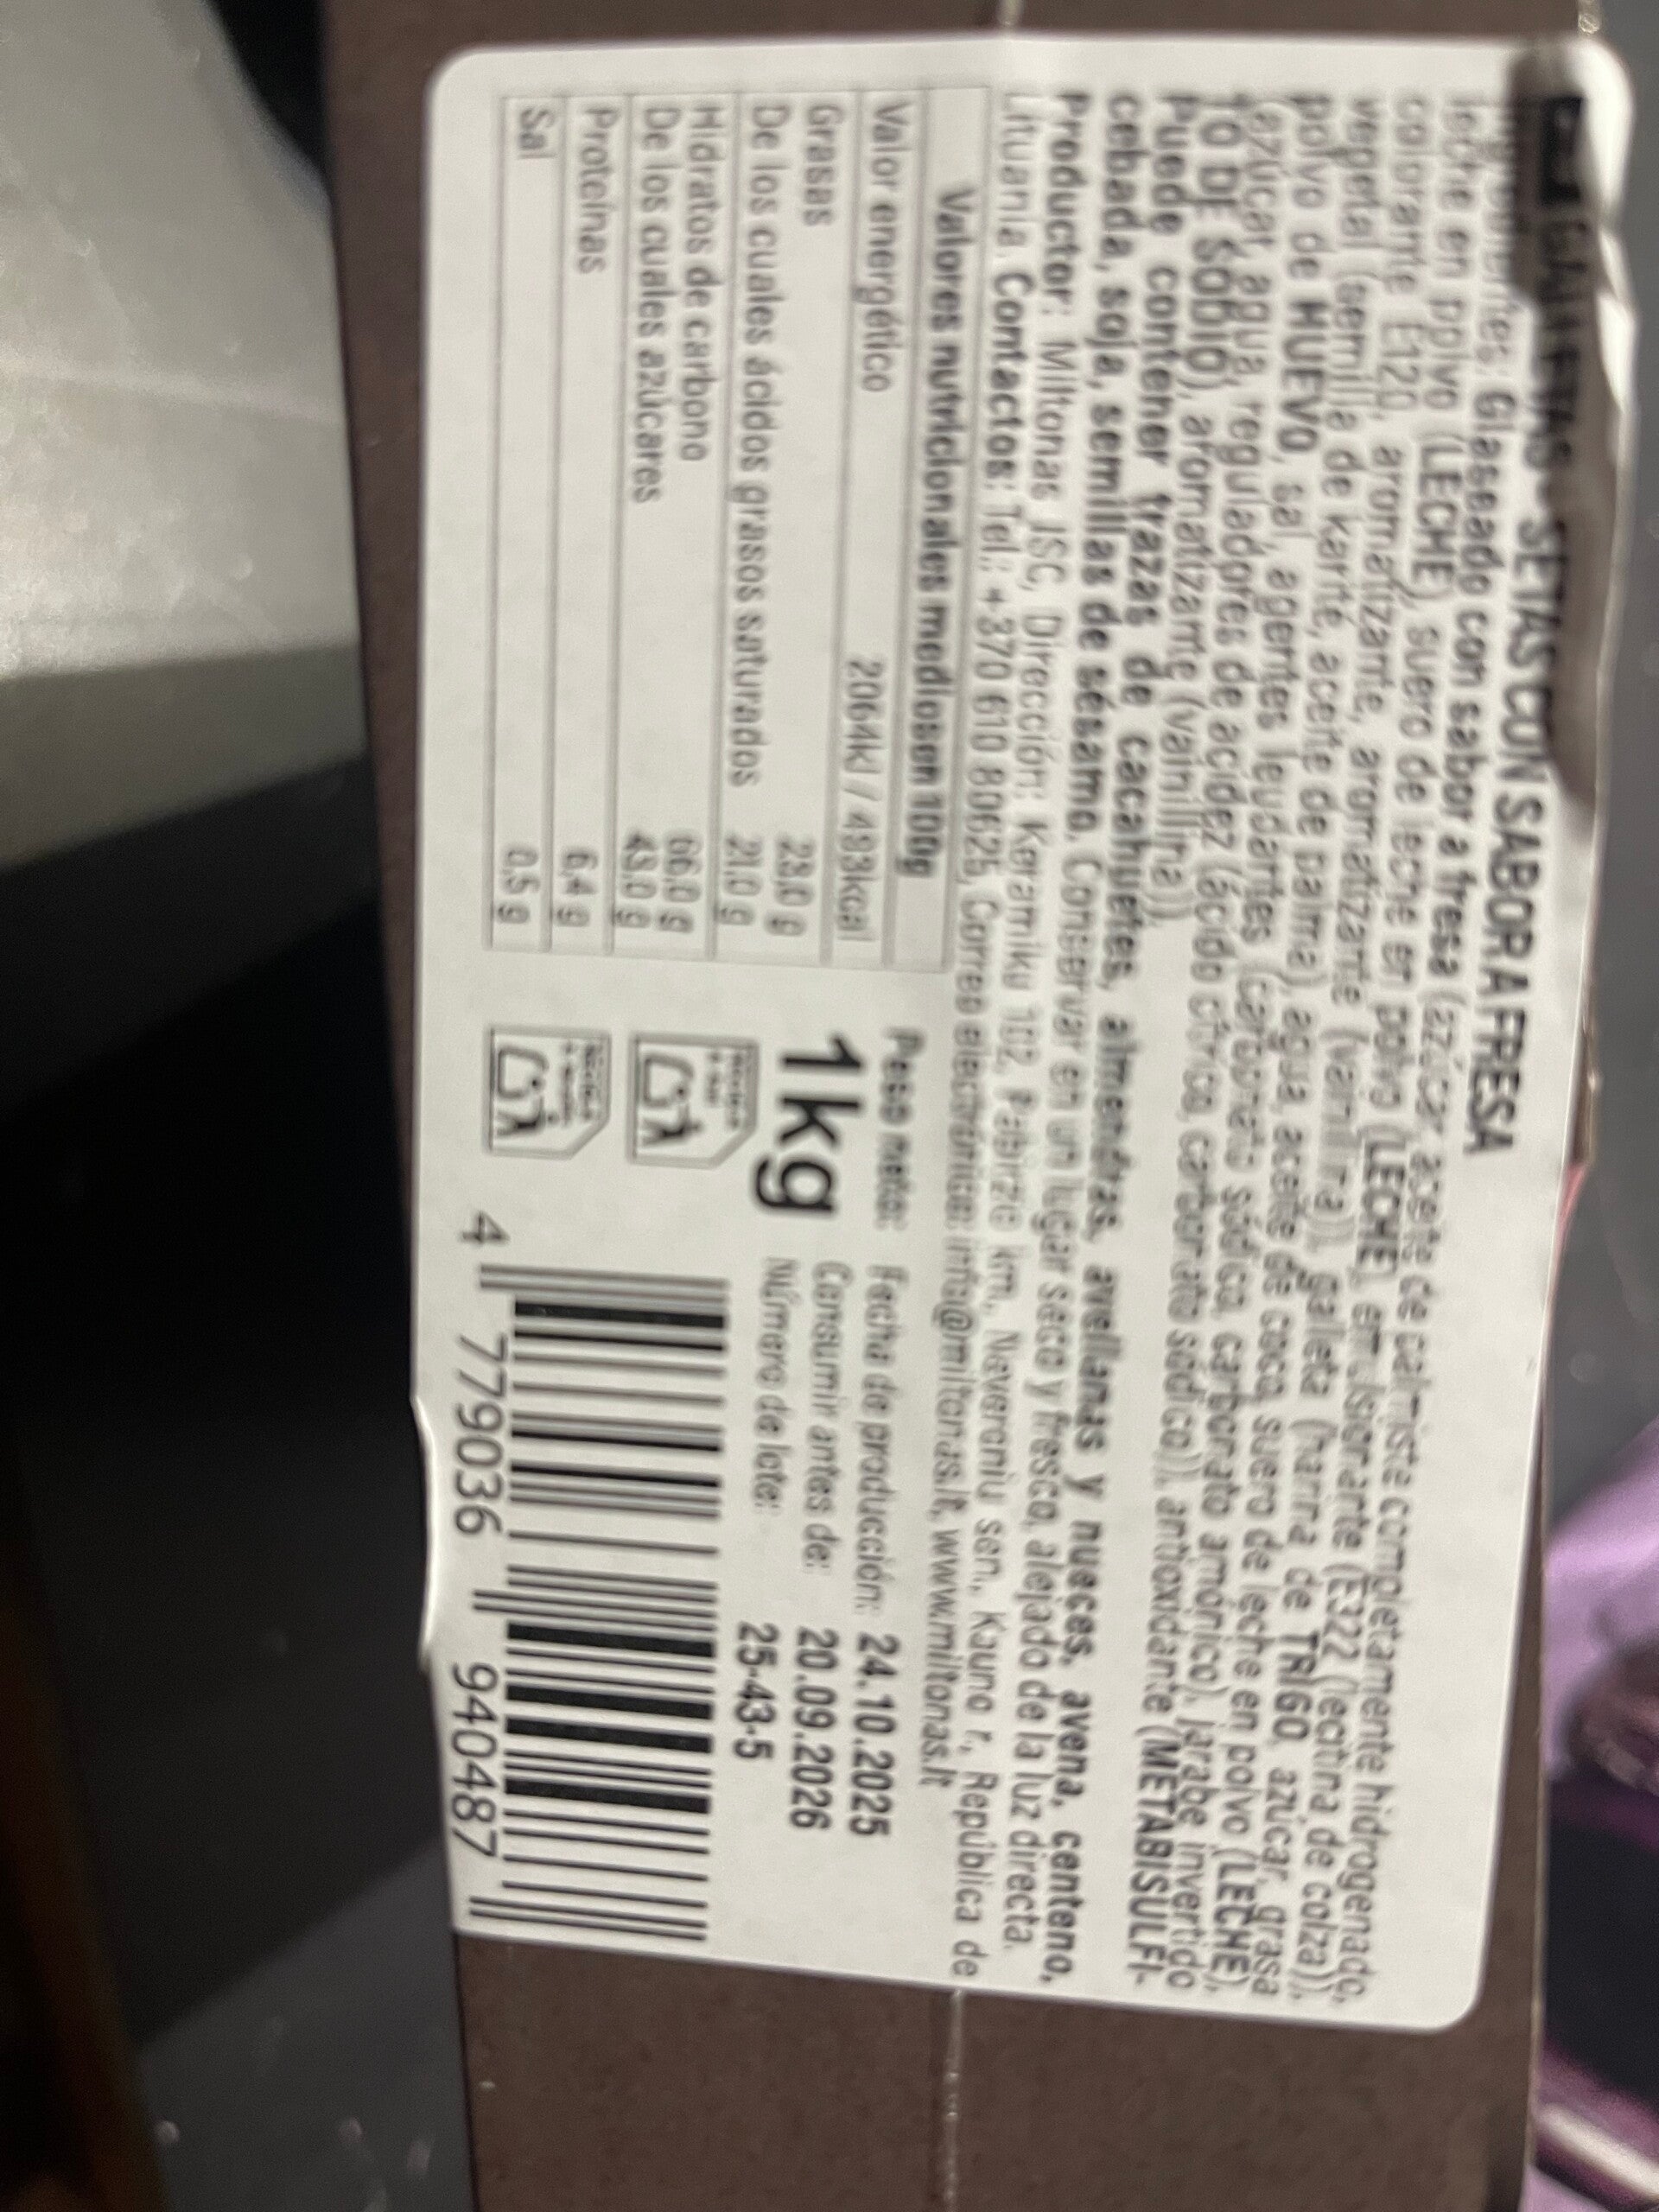 GALLETAS - SETAS CON SABOR A FRESA
Ingredientes: Glaseado con sabor a fresa (azúcar, aceite de palmiste completamente hidrogenado,
leche en polvo (LECHE), suero de leche en polvo (LECHE), emulsionante (E322 (lecitina de colza)),
colorante E120, aromatizante, aromatizante (vainillina)), galleta (harina de TRIGO, azúcar, grasa
vegetal (semilla de karité, aceite de palma), agua, aceite de coco, suero de leche en polvo (LECHE),
polvo de HUEVO, sal, agentes leudantes (carbonato sódico, carbonato amónico), jarabe invertido
(azúcar, agua, reguladores de acidez (ácido cítrico, carbonato sódico)), antioxidante (METABISULFI-
TO DE SODIO), aromatizante (vainillina)).
Puede contener trazas de cacahuetes, almendras, avellanas y nueces, avena, centeno,
cebada, soja, semillas de sésamo. Conservar en un lugar seco y fresco, alejado de la luz directa.
Productor: Miltonas JSC, Dirección: Keramikų 102, Pabiržio km., Neveronių sen., Kauno r., República de
Lituania. Contactos: Tel.: +370 610 80625, Correo electrónico: info@miltonas.lt, www.miltonas.lt
Valores nutricionales medios en 100g
Valor energético 2064kJ / 493kcal
Grasas 23,0 g
De los cuales ácidos grasos saturados 21,0 g
Hidratos de carbono 66,0 g
De los cuales azúcares 43,0 g
Proteínas 6,4 g
Sal 0,5 g
Peso neto:
1kg
Fecha de producción: 24.10.2025
Consumir antes de: 20.09.2026
Número de lote: 25-43-5
4 779036 940487